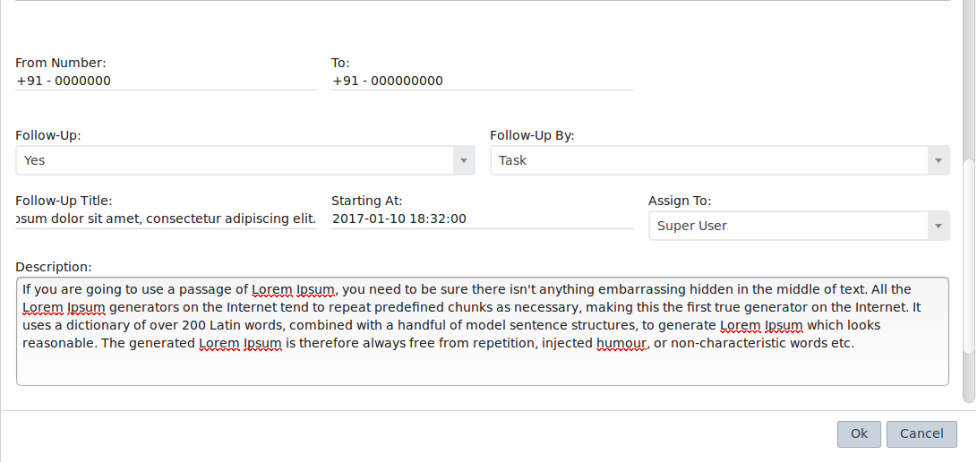 From Number:
To:
+91 - 0000000
+91 - 000000000
Follow-Up:
Follow-Up By:
Yes
Task
Follow-Up Title:
Starting At:
Assign To:
dolor sit amet, consectetur adipiscing elit.
2017-01-10 18:32:00
Super User
Description:
If you are going to use a passage of Lorem Ipsum, you need to be sure there isn't anything embarrassing hidden in the middle of text. All the
Lorem Ipsum generators on the Internet tend to repeat predefined chunks as necessary, making this the first true generator on the Internet. It
uses a dictionary of over 200 Latin words, combined with a handful of model sentence structures, to generate Lorem Ipsum which looks
reasonable. The generated Lorem Ipsum is therefore always free from repetition, injected humour, or non-characteristic words etc.
Ok
Cancel